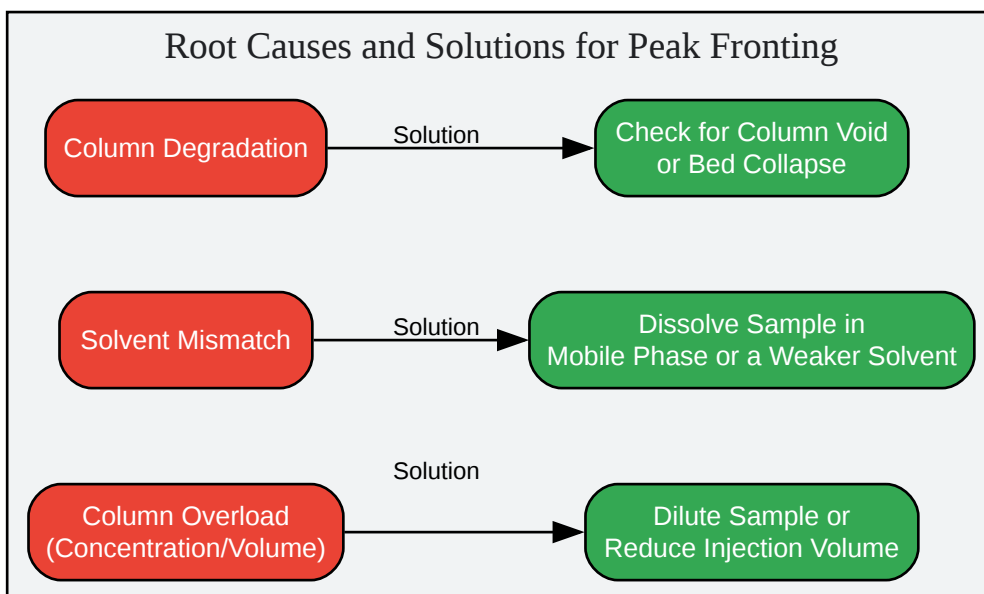 Root Causes and Solutions for Peak Fronting
Column Degradation
Solution
Check for Column Void
or Bed Collapse
Solvent Mismatch
Solution
Dissolve Sample in
Mobile Phase or a Weaker Solvent
Column Overload
(Concentration/Volume)
Solution
Dilute Sample or
Reduce Injection Volume